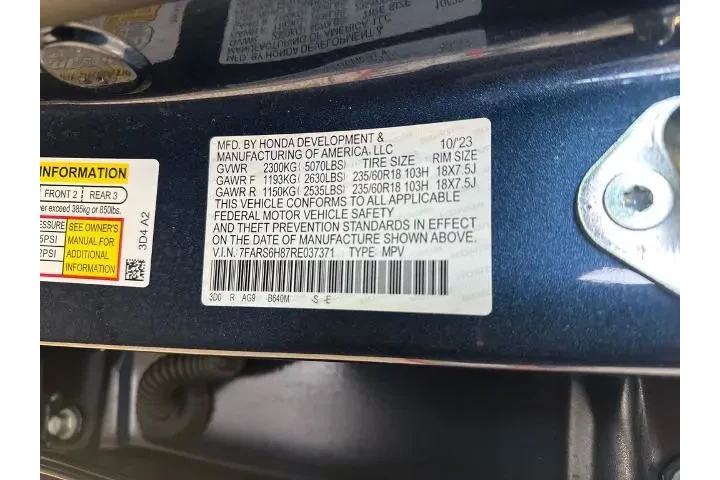 MFD. BY HONDA DEVELOPMENT & 10/'23
MANUFACTURING OF AMERICA, LLC
GVWR 2300KG( 5070LBS) TIRE SIZE RIM SIZE
GAWR F 1193KG( 2630LBS) 235/60R18 103H 18X7.5J
GAWR R 1150KG( 2535LBS) 235/60R18 103H 18X7.5J
THIS VEHICLE CONFORMS TO ALL APPLICABLE
FEDERAL MOTOR VEHICLE SAFETY
AND THEFT PREVENTION STANDARDS IN EFFECT
ON THE DATE OF MANUFACTURE SHOWN ABOVE.
V.I.N.: 7FARS6H87RE037371 TYPE: MPV
3D0 R AG9 -B640M -S -E
INFORMATION
FRONT 2 REAR 3
er exceed 385kg or 850lbs.
SEE OWNER'S
MANUAL FOR
ADDITIONAL
INFORMATION
3D4 A2